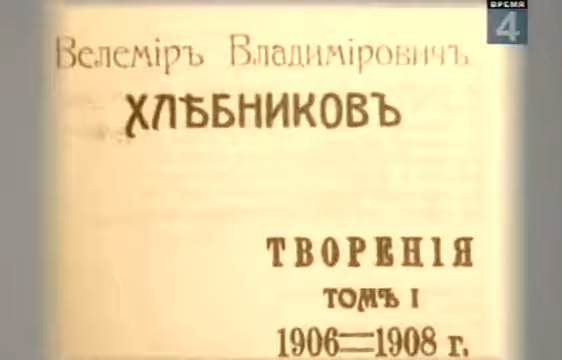 ВРЕМЯ
4
Велемiръ Владимiровичъ
ХЛѢБНИКОВЪ
ТВОРЕНIЯ
ТОМЪ I
1906=1908 г.